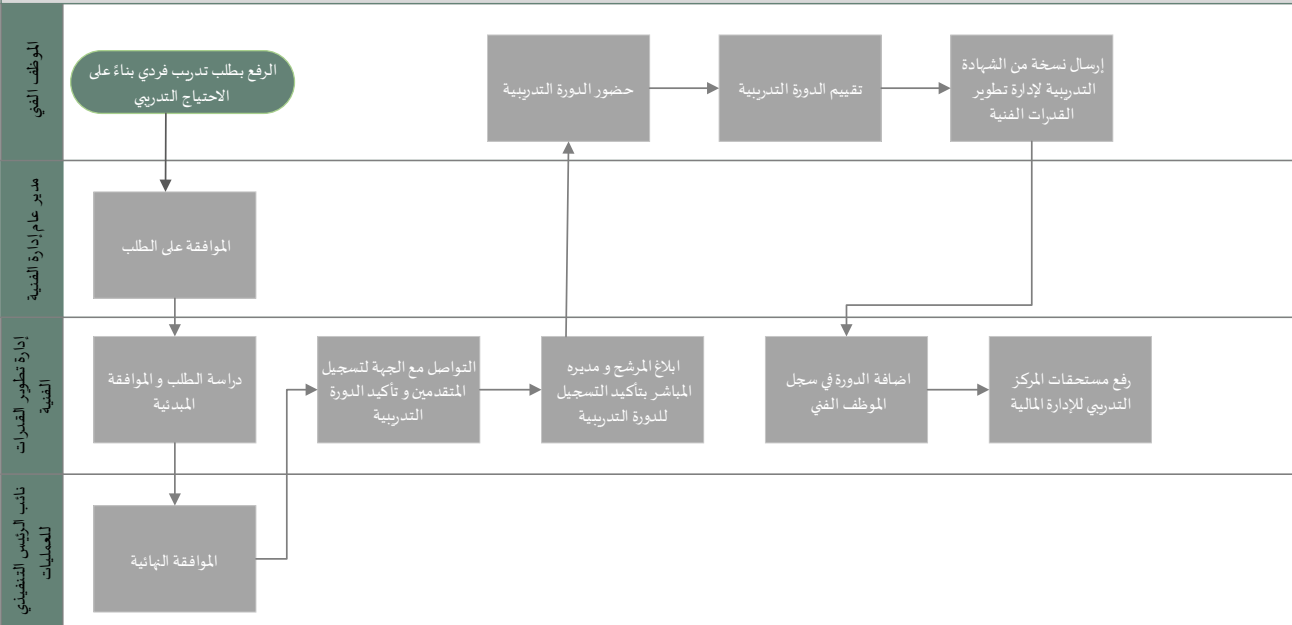 الموظف الفني
الرفع بطلب تدريب فردي بناءً على
الاحتياج التدريبي
حضور الدورة التدريبية
تقييم الدورة التدريبية
إرسال نسخة من الشهادة
التدريبية لإدارة تطوير
القدرات الفنية
مدير عام إدارة الفنية
الموافقة على الطلب
إدارة تطوير القدرات
الفنية
دراسة الطلب و الموافقة
المبدئية
التواصل مع الجهة لتسجيل
المتقدمين و تأكيد الدورة
التدريبية
ابلاغ المرشح و مديره
المباشر بتأكيد التسجيل
للدورة التدريبية
اضافة الدورة في سجل
الموظف الفني
رفع مستحقات المركز
التدريبي للإدارة المالية
نائب الرئيس التنفيذي
للعمليات
الموافقة النهائية